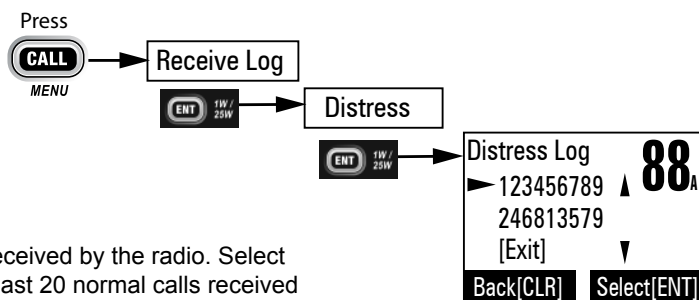 Press
CALL
MENU
Receive Log
ENT 1W / 25W
Distress
ENT 1W / 25W
Distress Log
88A
123456789
246813579
[Exit]
Back[CLR] Select[ENT]
eceived by the radio. Select
ast 20 normal calls received